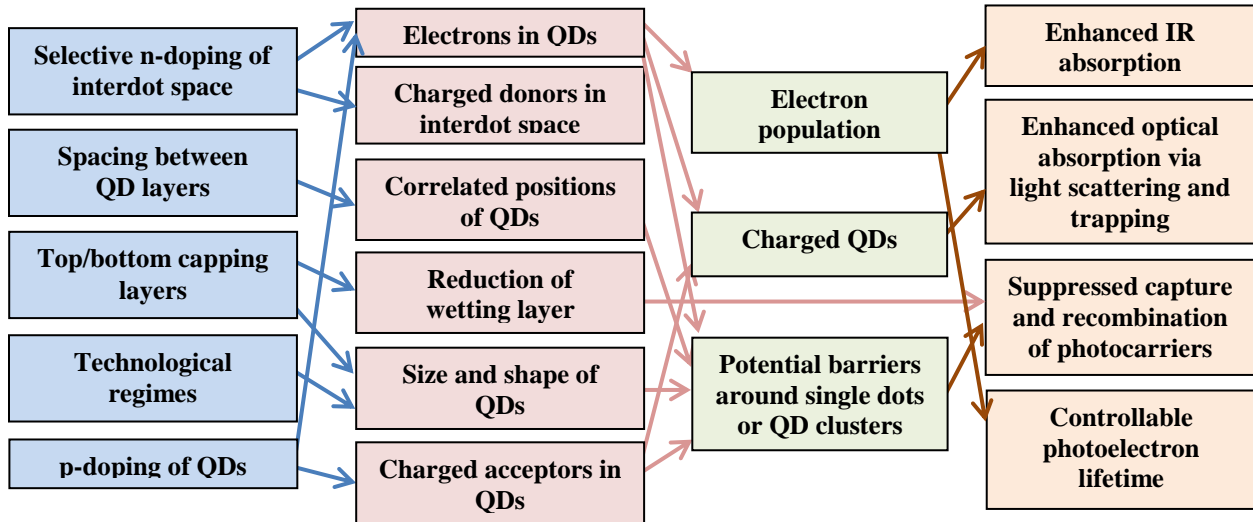 Selective n-doping of
interdot space
Spacing between
QD layers
Top/bottom capping
layers
Technological
regimes
p-doping of QDs
Electrons in QDs
Charged donors in
interdot space
Correlated positions
of QDs
Reduction of
wetting layer
Size and shape of
QDs
Charged acceptors in
QDs
Electron
population
Charged QDs
Potential barriers
around single dots
or QD clusters
Enhanced IR
absorption
Enhanced optical
absorption via
light scattering and
trapping
Suppressed capture
and recombination
of photocarriers
Controllable
photoelectron
lifetime